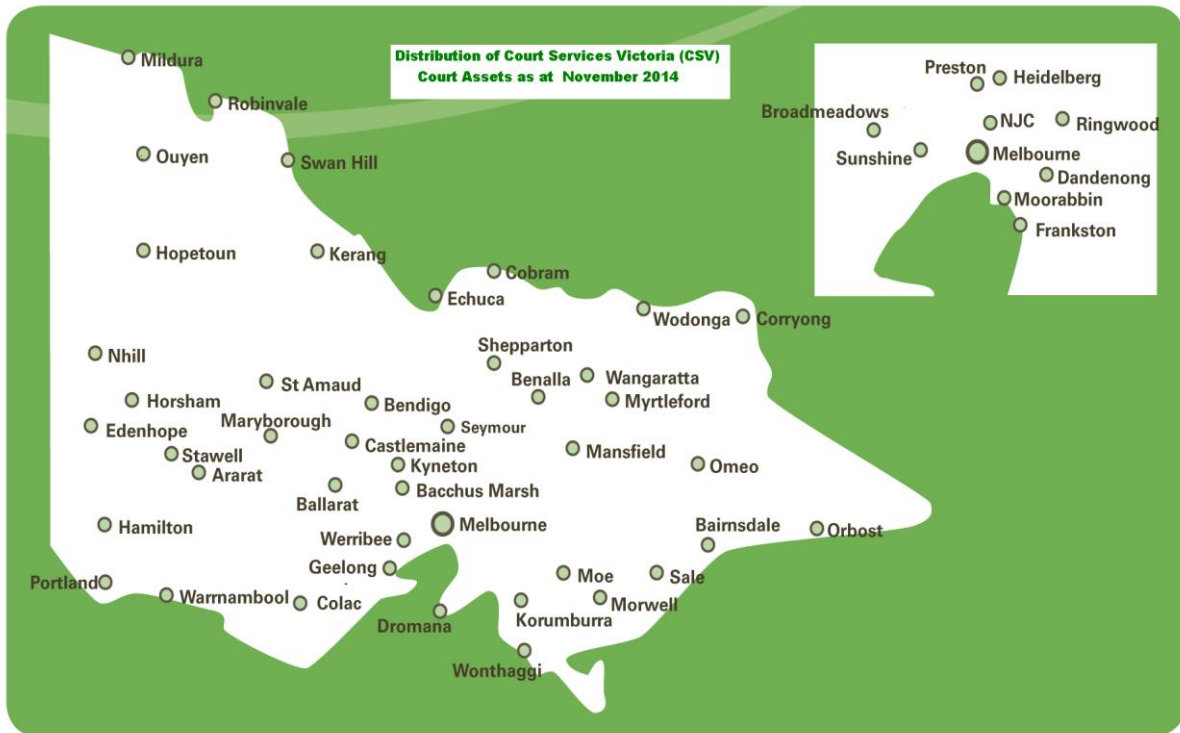 Distribution of Court Services Victoria (CSV)
Court Assets as at November 2014
Mildura
Robinvale
Ouyen
Swan Hill
Hopetoun
Kerang
Cobram
Echuca
Wodonga
Corryong
Nhill
Shepparton
St Amaud
Benalla
Wangaratta
Horsham
Bendigo
Myrtleford
Edenhope
Maryborough
Seymour
Stawell
Castlemaine
Mansfield
Ararat
Kyneton
Omeo
Ballarat
Bacchus Marsh
Hamilton
Melbourne
Bairnsdale
Orbost
Werribee
Geelong
Portland
Moe
Sale
Warrnambool
Colac
Morwell
Dromana
Korumburra
Wonthaggi
Preston
Heidelberg
Broadmeadows
NJC
Ringwood
Sunshine
Melbourne
Dandenong
Moorabbin
Frankston